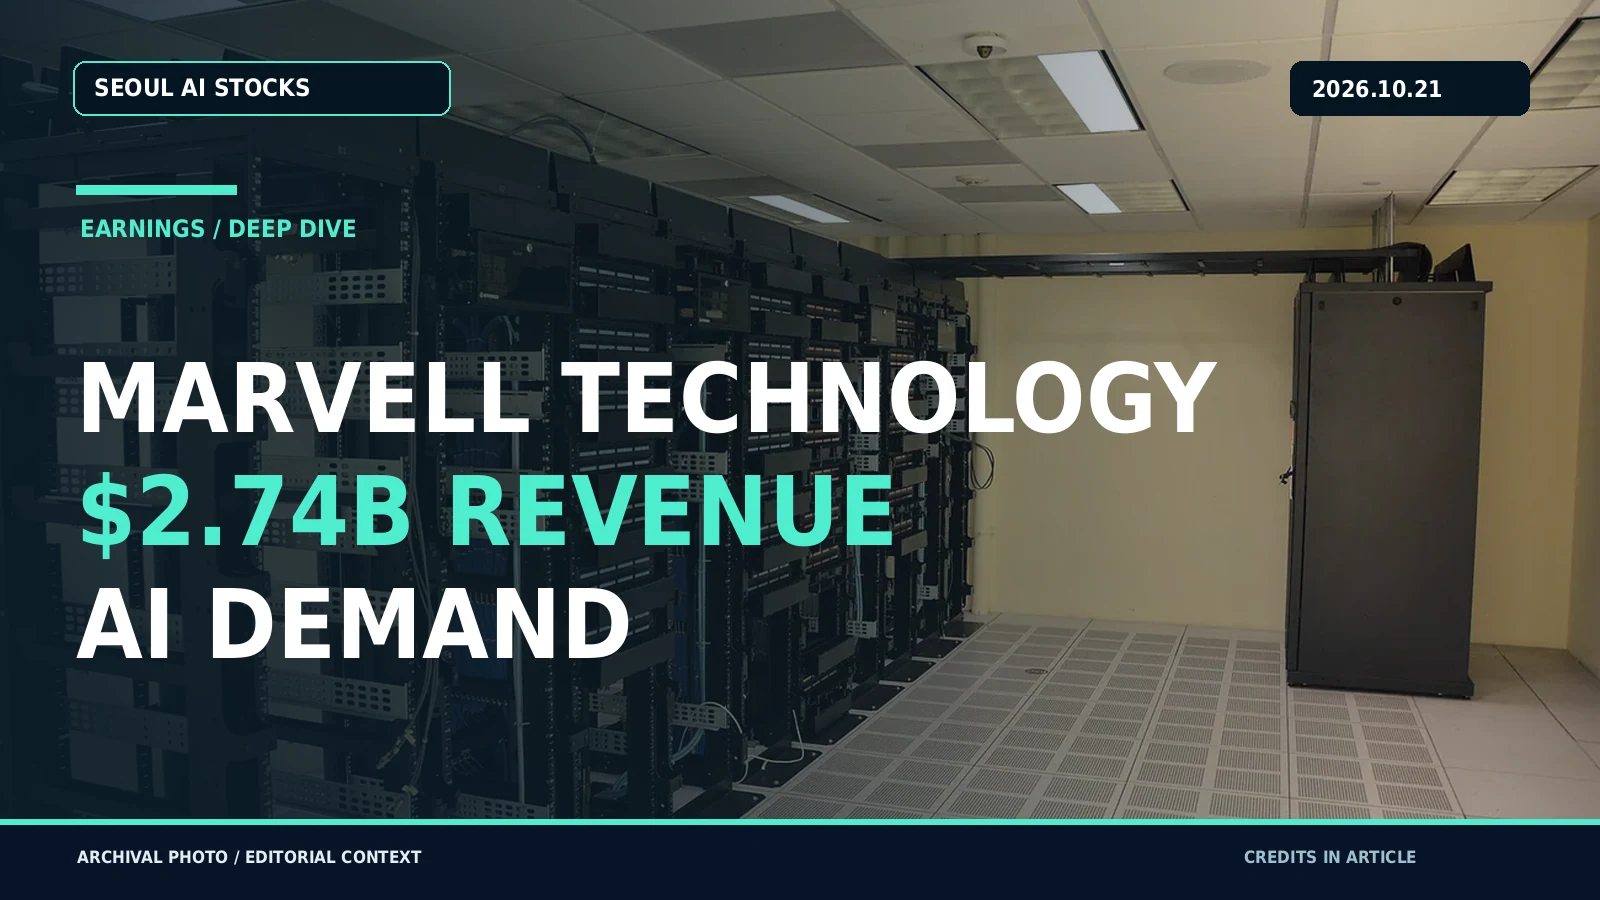 SEOUL AI STOCKS
2026.10.21
EARNINGS / DEEP DIVE
MARVELL TECHNOLOGY
$2.74B REVENUE
AI DEMAND
ARCHIVAL PHOTO / EDITORIAL CONTEXT
CREDITS IN ARTICLE